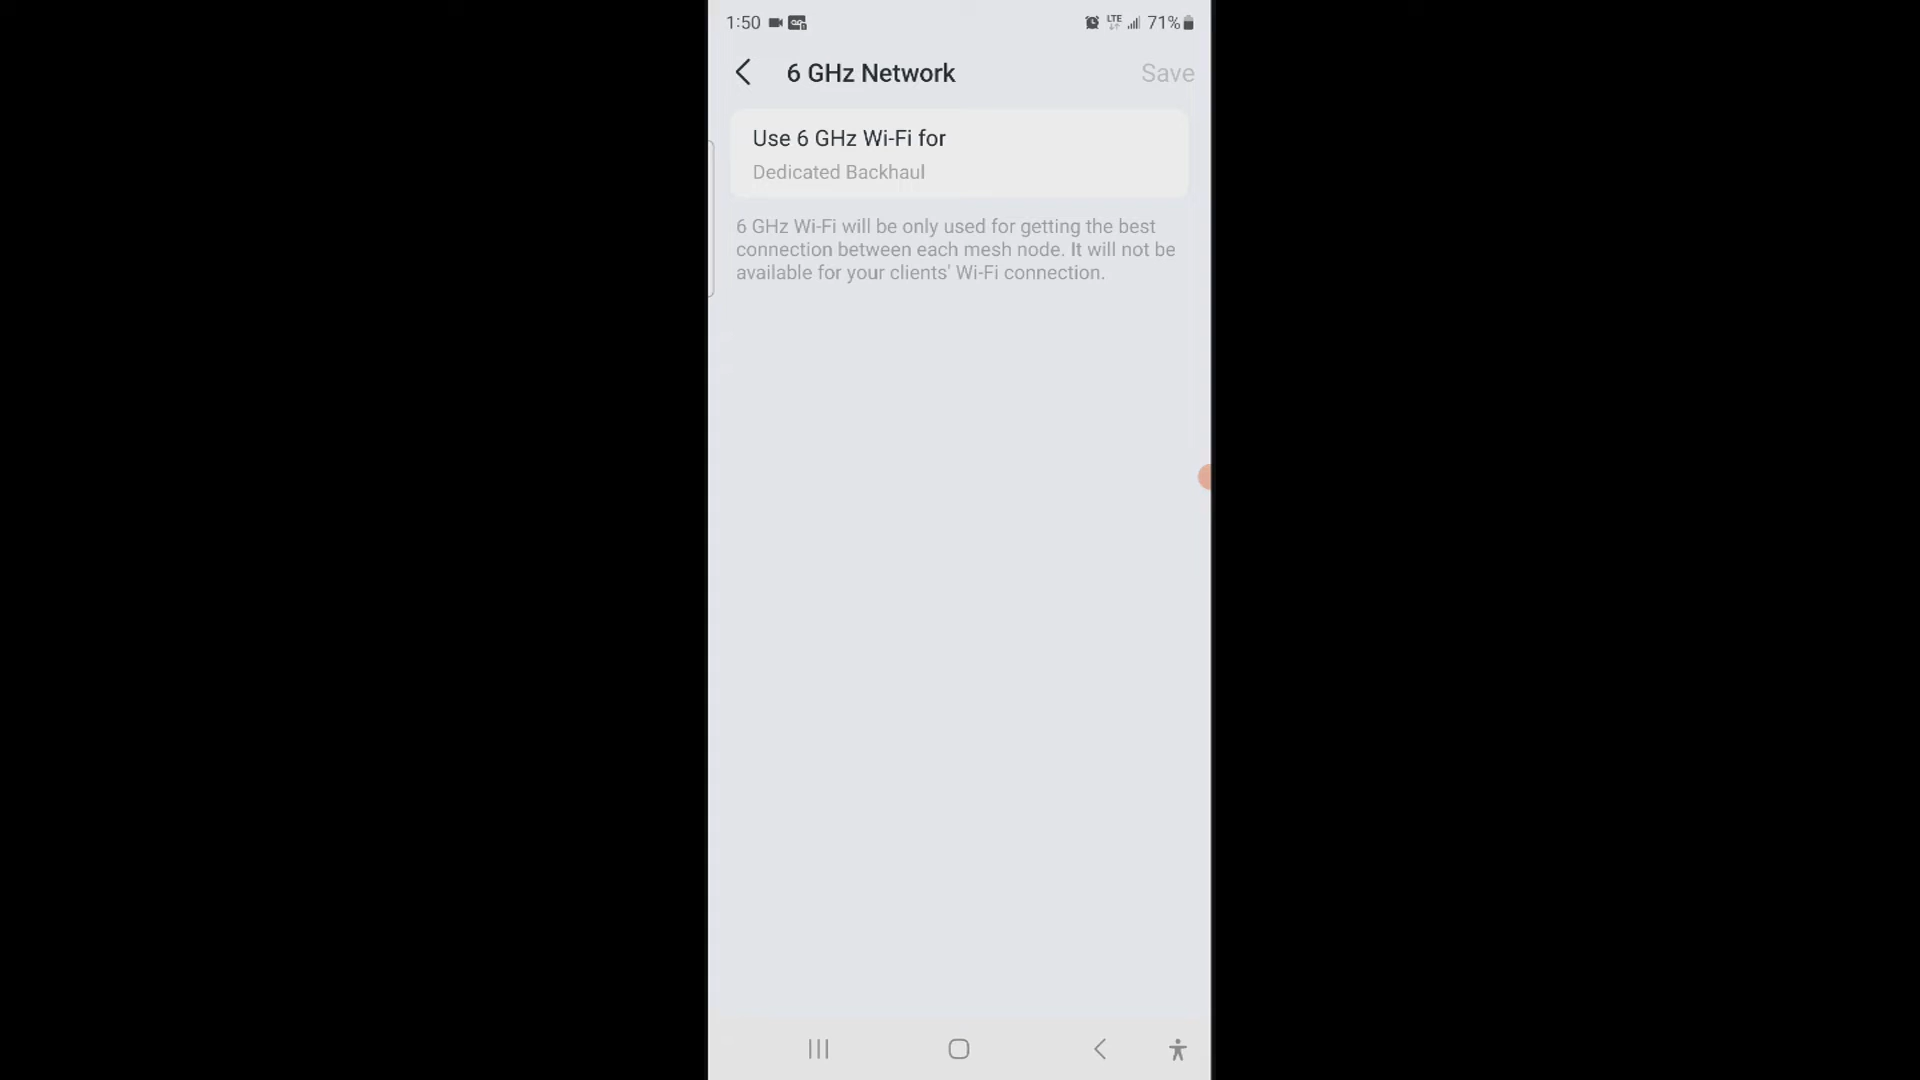 1:50
LTE
71%
6 GHz Network
Save
Use 6 GHz Wi-Fi for
Dedicated Backhaul
6 GHz Wi-Fi will be only used for getting the best
connection between each mesh node. It will not be
available for your clients' Wi-Fi connection.